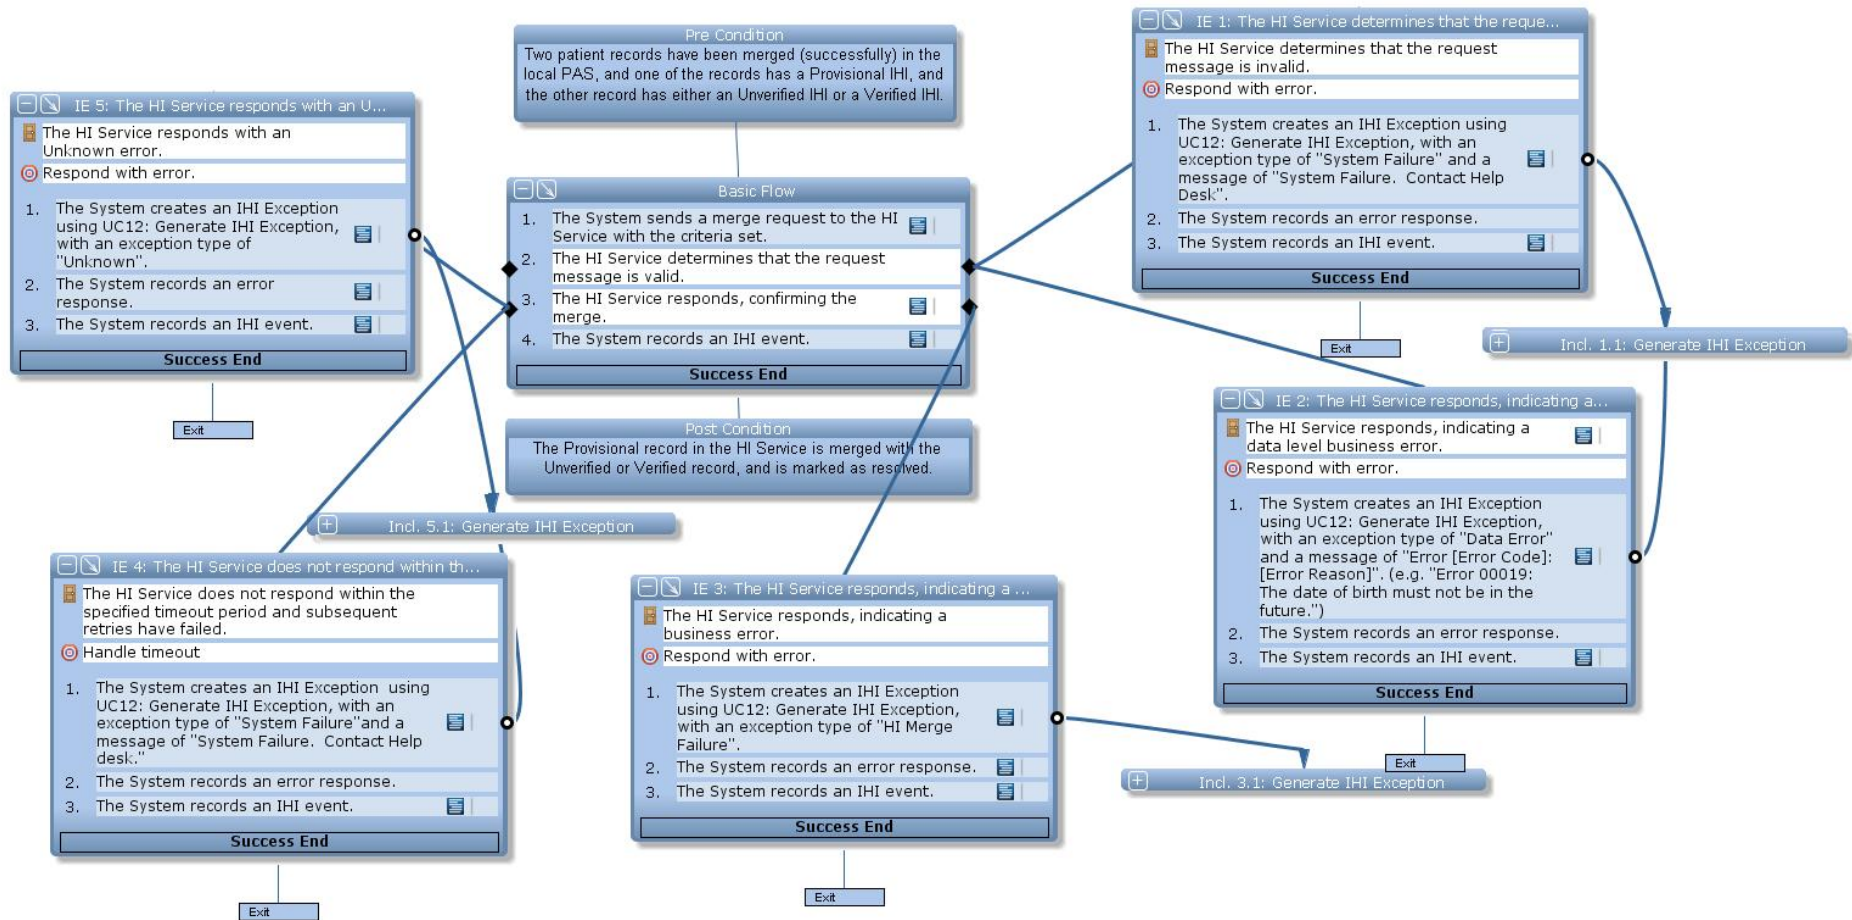 Pre Condition
Two patient records have been merged (successfully) in the
local PAS, and one of the records has a Provisional IHI, and
the other record has either an Unverified IHI or a Verified IHI.
Basic Flow
1. The System sends a merge request to the HI
Service with the criteria set.
2. The HI Service determines that the request
message is valid.
3. The HI Service responds, confirming the
merge.
4. The System records an IHI event.
Success End
Post Condition
The Provisional record in the HI Service is merged with the
Unverified or Verified record, and is marked as resolved.
IE 1: The HI Service determines that the reque...
The HI Service determines that the request
message is invalid.
Respond with error.
1. The System creates an IHI Exception using
UC12: Generate IHI Exception, with an
exception type of "System Failure" and a
message of "System Failure.  Contact Help
Desk".
2. The System records an error response.
3. The System records an IHI event.
Success End
Exit
Incl. 1.1: Generate IHI Exception
IE 2: The HI Service responds, indicating a...
The HI Service responds, indicating a
data level business error.
Respond with error.
1. The System creates an IHI Exception
using UC12: Generate IHI Exception,
with an exception type of "Data Error"
and a message of "Error [Error Code]:
[Error Reason]". (e.g. "Error 00019:
The date of birth must not be in the
future.")
2. The System records an error response.
3. The System records an IHI event.
Success End
Exit
IE 3: The HI Service responds, indicating a ...
The HI Service responds, indicating a
business error.
Respond with error.
1. The System creates an IHI Exception
using UC12: Generate IHI Exception,
with an exception type of "HI Merge
Failure".
2. The System records an error response.
3. The System records an IHI event.
Success End
Exit
Incl. 3.1: Generate IHI Exception
IE 4: The HI Service does not respond within th...
The HI Service does not respond within the
specified timeout period and subsequent
retries have failed.
Handle timeout
1. The System creates an IHI Exception  using
UC12: Generate IHI Exception, with an
exception type of "System Failure"and a
message of "System Failure.  Contact Help
desk."
2. The System records an error response.
3. The System records an IHI event.
Success End
Exit
IE 5: The HI Service responds with an U...
The HI Service responds with an
Unknown error.
Respond with error.
1. The System creates an IHI Exception
using UC12: Generate IHI Exception,
with an exception type of
"Unknown".
2. The System records an error
response.
3. The System records an IHI event.
Success End
Exit
Incl. 5.1: Generate IHI Exception